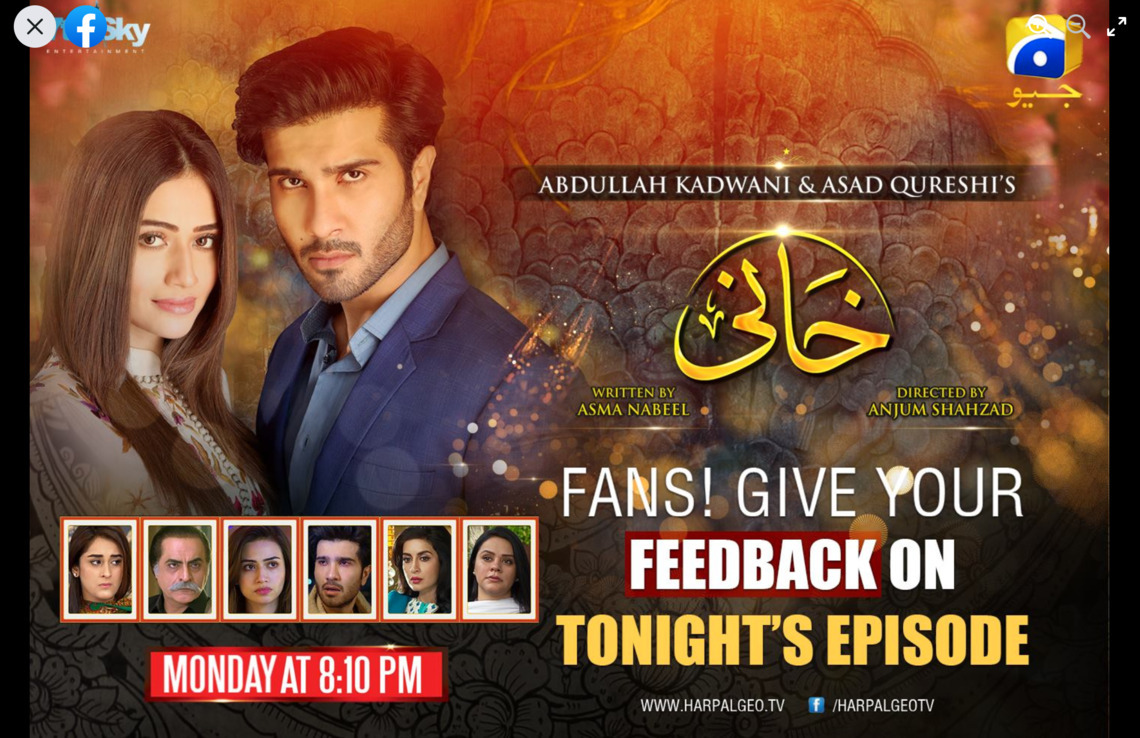 Sky
ENTERTAINMENT
جیو
ABDULLAH KADWANI & ASAD QURESHI'S
خانی
WRITTEN BY
ASMA NABEEL
DIRECTED BY
ANJUM SHAHZAD
FANS! GIVE YOUR
FEEDBACK ON
TONIGHT'S EPISODE
MONDAY AT 8:10 PM
WWW.HARPALGEO.TV
/HARPALGEOTV